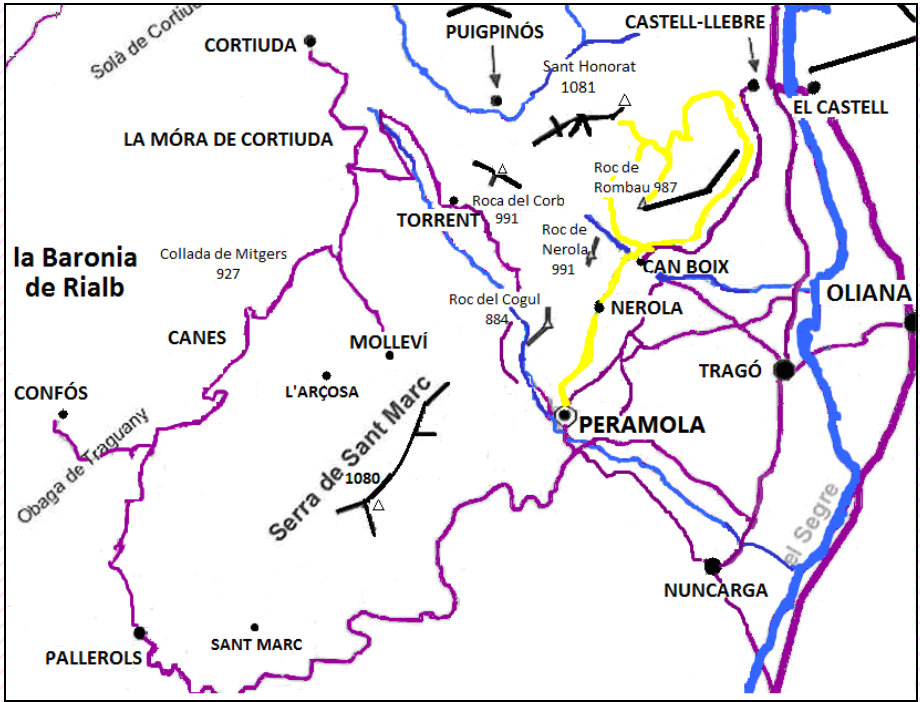 Solà de Cortiuda
CORTIUDA
PUIGPINÓS
CASTELL-LLEBRE
Sant Honorat
1081
EL CASTELL
LA MÓRA DE CORTIUDA
Roc de
Rombau 987
Roca del Corb
991
TORRENT
Roc de
Nerola
991
la Baronia
de Rialb
Collada de Mitgers
927
CAN BOIX
OLIANA
Roc del Cogul
884
NEROLA
CANES
MOLLEVÍ
TRAGÓ
L'ARÇOSA
CONFÓS
PERAMOLA
Obaga de Traguany
Serra de Sant Marc
1080
el Segre
NUNCARGA
SANT MARC
PALLEROLS